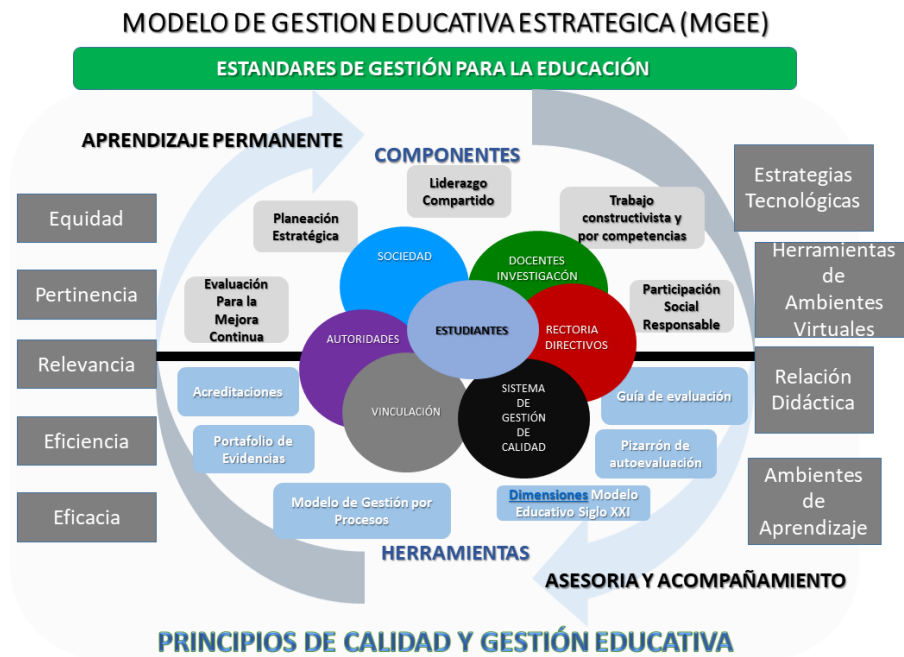 MODELO DE GESTION EDUCATIVA ESTRATEGICA (MGEE)
ESTANDARES DE GESTIÓN PARA LA EDUCACIÓN
APRENDIZAJE PERMANENTE
COMPONENTES
Equidad
Pertinencia
Relevancia
Eficiencia
Eficacia
Evaluación
Para la
Mejora
Continua
Planeación
Estratégica
Liderazgo
Compartido
Trabajo
constructivista y
por competencias
Participación
Social
Responsable
SOCIEDAD
DOCENTES
INVESTIGACÓN
AUTORIDADES
ESTUDIANTES
RECTORIA
DIRECTIVOS
VINCULACIÓN
SISTEMA
DE
GESTIÓN
DE
CALIDAD
Acreditaciones
Portafolio de
Evidencias
Modelo de Gestión por
Procesos
Dimensiones Modelo
Educativo Siglo XXI
Pizarrón de
autoevaluación
Guía de evaluación
HERRAMIENTAS
Estrategias
Tecnológicas
Herramientas
de
Ambientes
Virtuales
Relación
Didáctica
Ambientes
de
Aprendizaje
ASESORIA Y ACOMPAÑAMIENTO
PRINCIPIOS DE CALIDAD Y GESTIÓN EDUCATIVA